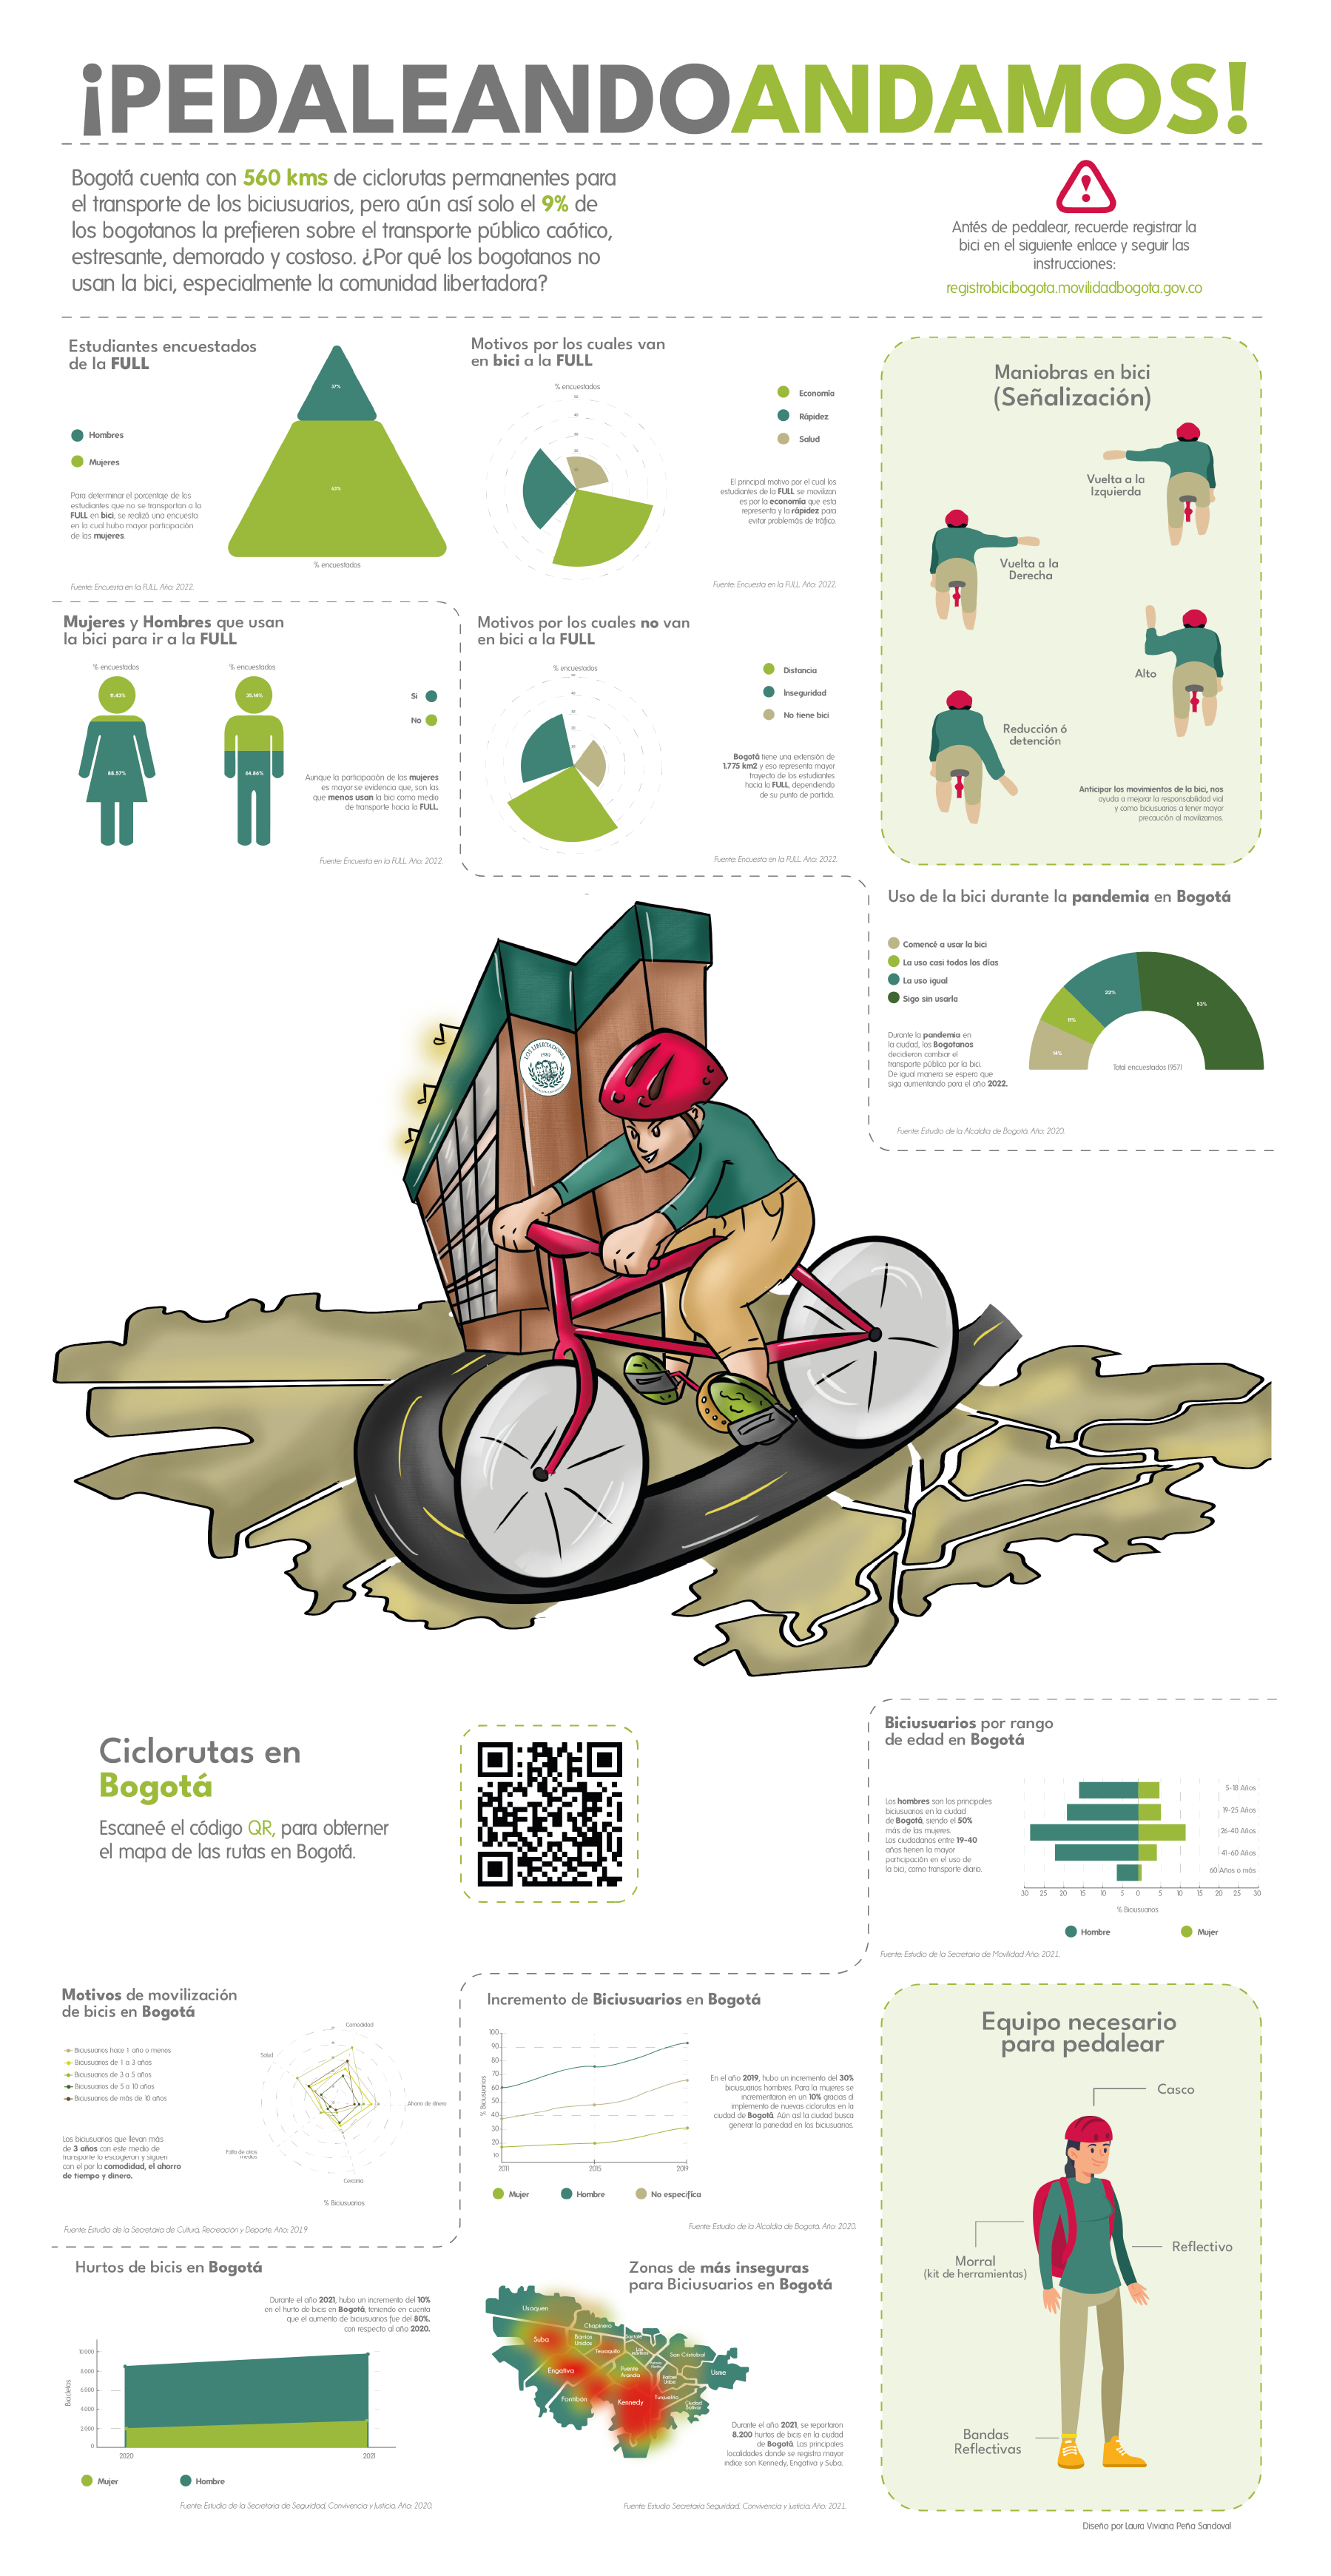 ¡PEDALEANDOANDAMOS!
Bogotá cuenta con 560 kms de ciclorutas permanentes para
el transporte de los biciusuarios, pero aún así solo el 9% de
los bogotanos la prefieren sobre el transporte público caótico,
estresante, demorado y costoso. ¿Por qué los bogotanos no
usan la bici, especialmente la comunidad libertadora?
Antés de pedalear, recuerde registrar la
bici en el siguiente enlace y seguir las
instrucciones:
registrobicibogota.movilidadbogota.gov.co
Estudiantes encuestados
de la FULL
37%
63%
Hombres
Mujeres
Para determinar el porcentaje de los
estudiantes que no se transportan a la
FULL en bici, se realizó una encuesta
en la cual hubo mayor participación
de las mujeres.
% encuestados
Fuente: Encuesta en la FULL. Año: 2022.
Motivos por los cuales van
en bici a la FULL
% encuestados
Economía
Rápidez
Salud
El principal motivo por el cual los
estudiantes de la FULL se movilizan
es por la economía que esta
representa y la rápidez para
evitar problemas de tráfico.
Fuente: Encuesta en la FULL. Año: 2022.
Maniobras en bici
(Señalización)
Vuelta a la
Izquierda
Vuelta a la
Derecha
Alto
Reducción ó
detención
Anticipar los movimientos de la bici, nos
ayuda a mejorar la responsabilidad vial
y como biciusuarios a tener mayor
precaución al movilizarnos.
Mujeres y Hombres que usan
la bici para ir a la FULL
% encuestados
% encuestados
11.43%
35.14%
88.57%
64.86%
Si
No
Aunque la participación de las mujeres
es mayor se evidencia que, son las
que menos usan la bici como medio
de transporte hacia la FULL.
Fuente: Encuesta en la FULL. Año: 2022.
Motivos por los cuales no van
en bici a la FULL
% encuestados
Distancia
Inseguridad
No tiene bici
Bogotá tiene una extensión de
1.775 km2 y eso representa mayor
trayecto de los estudiantes
hacia la FULL, dependiendo
de su punto de partida.
Fuente: Encuesta en la FULL. Año: 2022.
Uso de la bici durante la pandemia en Bogotá
Comencé a usar la bici
La uso casi todos los días
La uso igual
Sigo sin usarla
14%
11%
22%
53%
Total encuestados (957)
Durante la pandemia en
la ciudad, los Bogotanos
decidieron cambiar el
transporte público por la bici.
De igual manera se espera que
siga aumentando para el año 2022.
Fuente: Estudio de la Alcaldía de Bogotá. Año: 2020.
LOS LIBERTADORES
1982
Ciclorutas en
Bogotá
Escaneé el código QR, para obterner
el mapa de las rutas en Bogotá.
Biciusuarios por rango
de edad en Bogotá
Los hombres son los principales
biciusuarios en la ciudad
de Bogotá, siendo el 50%
más de las mujeres.
Los ciudadanos entre 19-40
años tienen la mayor
participación en el uso de
la bici, como transporte diario.
5-18 Años
19-25 Años
26-40 Años
41-60 Años
60 Años o más
30 25 20 15 10 5 0 5 10 15 20 25 30
% Biciusuarios
Hombre
Mujer
Fuente: Estudio de la Secretaria de Movilidad Año: 2021.
Motivos de movilización
de bicis en Bogotá
Biciusuarios hace 1 año o menos
Biciusuarios de 1 a 3 años
Biciusuarios de 3 a 5 años
Biciusuarios de 5 a 10 años
Biciusuarios de más de 10 años
Comodidad
Salud
Ahorro de dinero
Falta de otros
medios
Cercanía
% Biciusuarios
Los biciusuarios que llevan más
de 3 años con este medio de
transporte lo escogieron y siguen
con el por la comodidad, el ahorro
de tiempo y dinero.
Fuente: Estudio de la Secretaria de Cultura, Recreación y Deporte. Año: 2019
Incremento de Biciusuarios en Bogotá
% Biciusuarios
100
90
80
70
60
50
40
30
20
10
2011 2015 2019
Mujer
Hombre
No especifica
En el año 2019, hubo un incremento del 30%
biciusuarios hombres. Para la mujeres se
incrementaron en un 10% gracias al
implemento de nuevas ciclorutas en la
ciudad de Bogotá. Aún así la ciudad busca
generar la pariedad en los biciusuarios.
Fuente: Estudio de la Alcaldía de Bogotá. Año: 2020.
Equipo necesario
para pedalear
Casco
Reflectivo
Morral
(kit de herramientas)
Bandas
Reflectivas
Hurtos de bicis en Bogotá
Durante el año 2021, hubo un incremento del 10%
en el hurto de bicis en Bogotá, teniendo en cuenta
que el aumento de biciusuarios fue del 80%.
con respecto al año 2020.
Bicicletas
10.000
8.000
6.000
4.000
2.000
0
2020
2021
Mujer
Hombre
Fuente: Estudio de la Secretaria de Seguridad, Convivencia y Justicia. Año: 2020.
Zonas de más inseguras
para Biciusuarios en Bogotá
Usaquen
Chapinero
Suba
Barrios
Unidos
Santafe
Teusaquillo
San Cristobal
Engativa
Puente
Aranda
Rafael
Uribe
Usme
Fontibón
Kennedy
Tunjuelito
Ciudad
Bolivar
Durante el año 2021, se reportaron
8.200 hurtos de bicis en la ciudad
de Bogotá. Las principales
localidades donde se registra mayor
indice son Kennedy, Engativa y Suba.
Fuente: Estudio Secretaria Seguridad, Convivencia y Justicia. Año: 2021.
Diseño por Laura Viviana Peña Sandoval